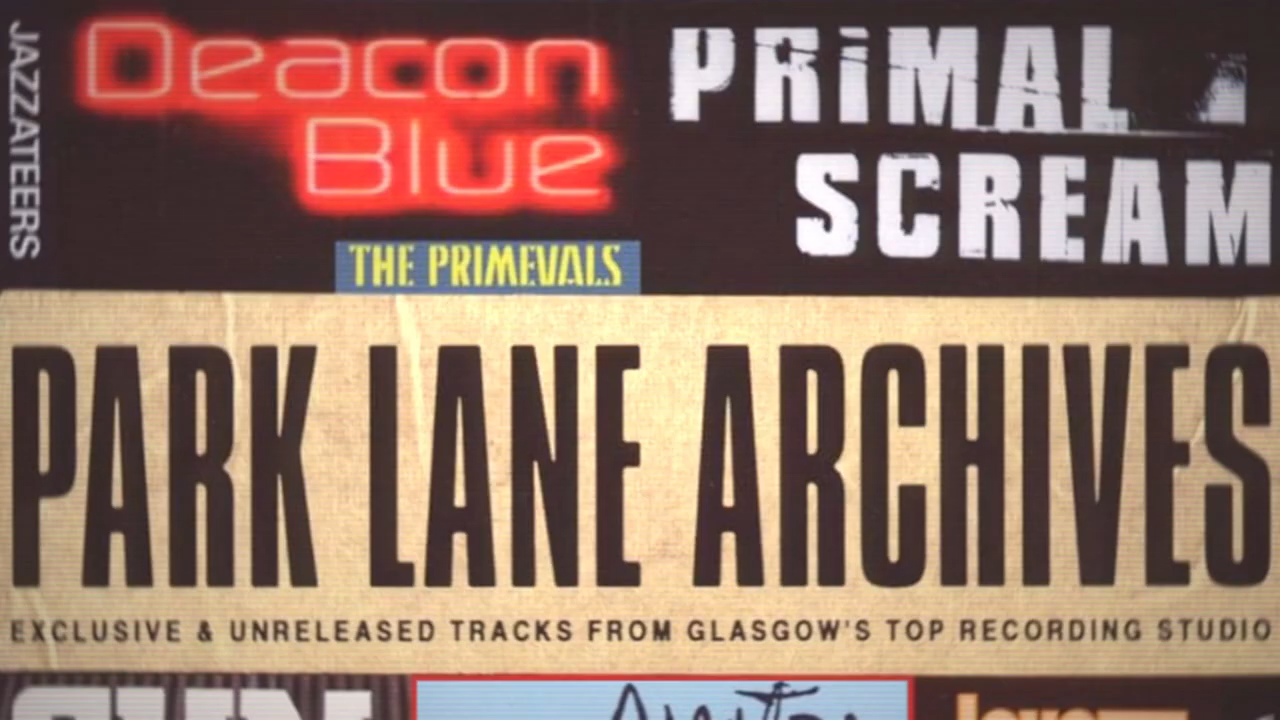 JAZZATEERS
Deacon
Blue
PRiMAL
SCREAM
THE PRIMEVALS
PARK LANE ARCHIVES
EXCLUSIVE & UNRELEASED TRACKS FROM GLASGOW'S TOP RECORDING STUDIO